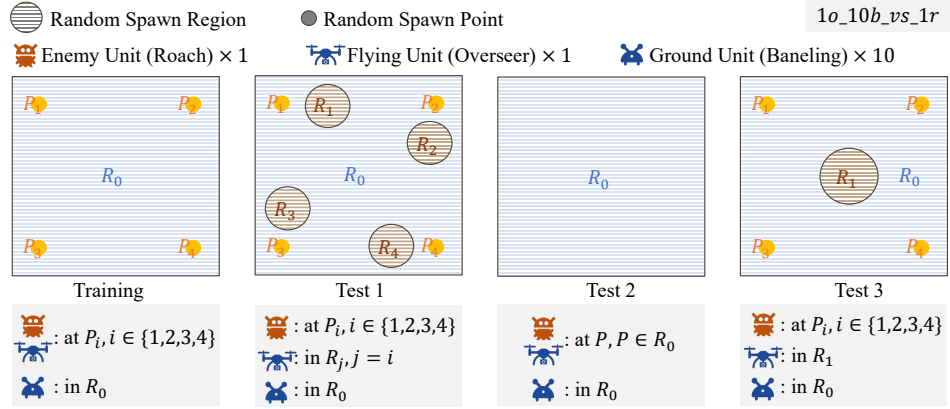 Random Spawn Region
Random Spawn Point
1o_10b_vs_1r
Enemy Unit (Roach) × 1
Flying Unit (Overseer) × 1
Ground Unit (Baneling) × 10
P₁
P₂
R₀
P₃
P₄
P₁
R₁
P₂
R₂
R₀
R₃
P₃
R₄
P₄
R₀
P₁
P₂
R₁
R₀
P₃
P₄
Training
Test 1
Test 2
Test 3
: at Pᵢ, i ∈ {1,2,3,4}
: in R₀
: at Pᵢ, i ∈ {1,2,3,4}
: in Rⱼ, j = i
: in R₀
: at P, P ∈ R₀
: in R₀
: at Pᵢ, i ∈ {1,2,3,4}
: in R₁
: in R₀